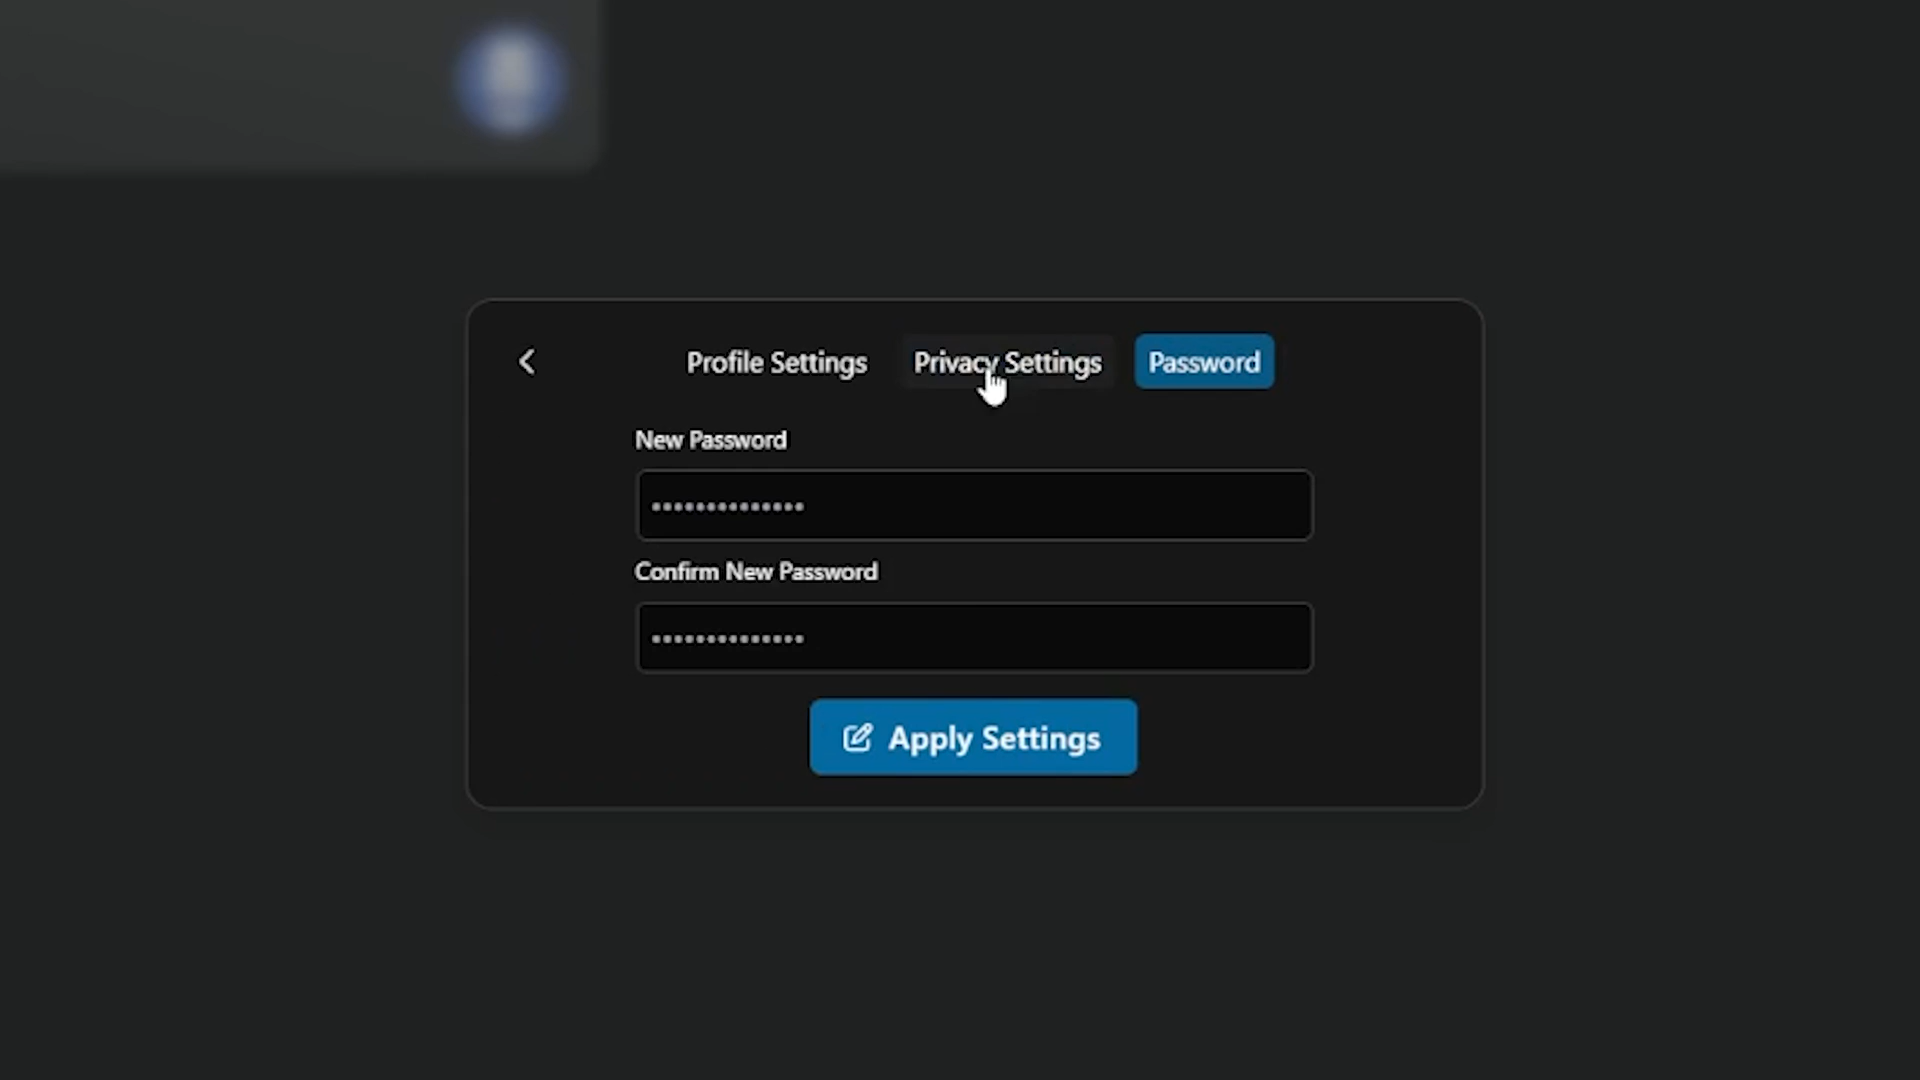 Profile Settings Privacy Settings Password
New Password
••••••••••••••
Confirm New Password
••••••••••••••
Apply Settings